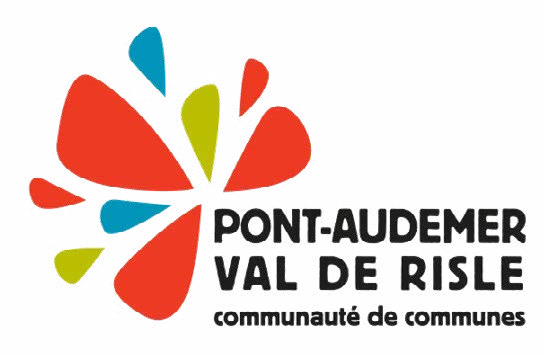 PONT-AUDEMER
VAL DE RISLE
communauté de communes